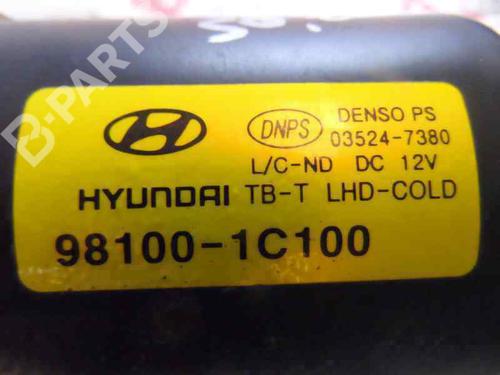 B-PARTS
DNPS
DENSO PS
03524-7380
L/C-ND DC 12V
HYUNDAI TB-T LHD-COLD
98100-1C100